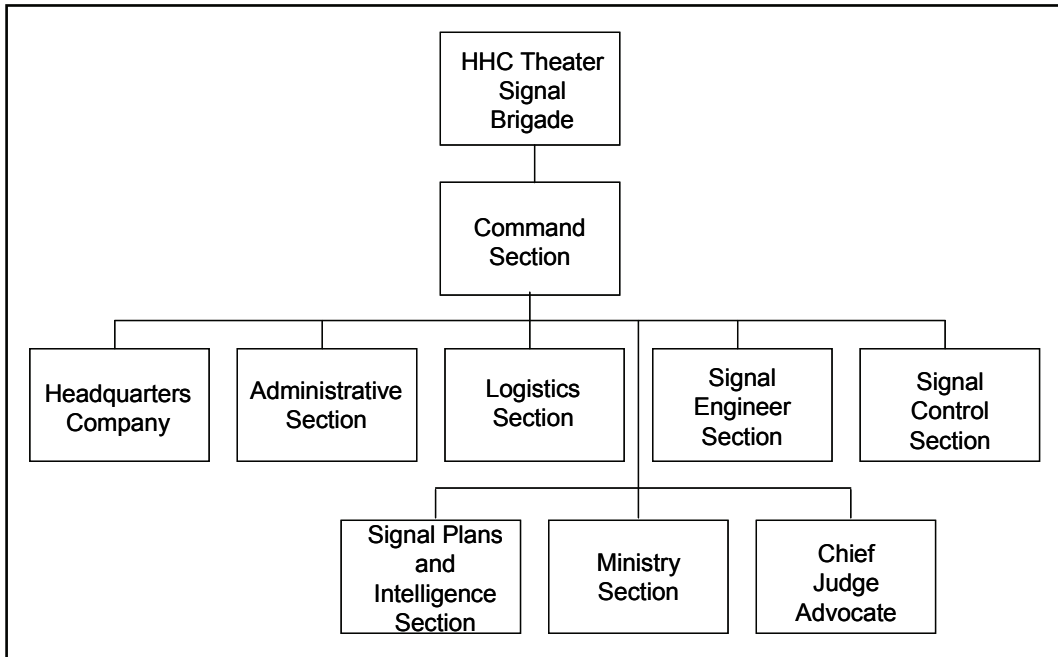 HHC Theater
Signal
Brigade
Command
Section
Headquarters
Company
Administrative
Section
Logistics
Section
Signal
Engineer
Section
Signal
Control
Section
Signal Plans
and
Intelligence
Section
Ministry
Section
Chief
Judge
Advocate